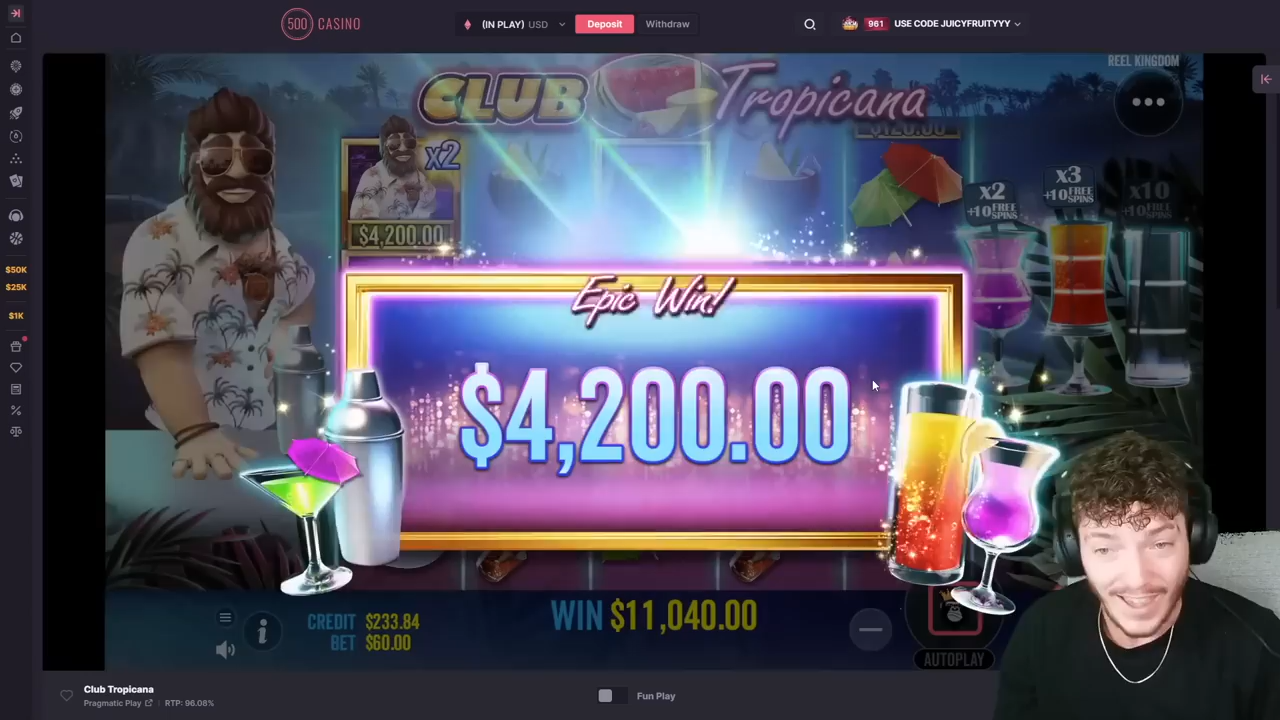 500 CASINO
(IN PLAY) USD
Deposit
Withdraw
961
USE CODE JUICYFRUITYYY
REEL KINGDOM
CLUB Tropicana
x2
$4,200.00
$120.00
x2
+10 FREE
SPINS
x3
+10 FREE
SPINS
x10
+10 FREE
SPINS
$50K
$25K
$1K
Epic Win!
$4,200.00
CREDIT $233.84
BET $60.00
WIN $11,040.00
AUTOPLAY
Club Tropicana
Pragmatic Play
RTP: 96.08%
Fun Play